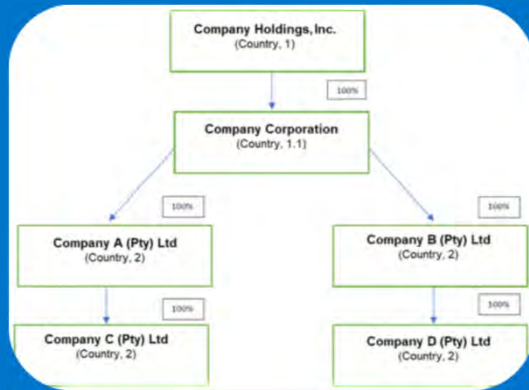 Company Holdings, Inc.
(Country, 1)
100%
Company Corporation
(Country, 1.1)
100%
100%
Company A (Pty) Ltd
(Country, 2)
Company B (Pty) Ltd
(Country, 2)
100%
100%
Company C (Pty) Ltd
(Country, 2)
Company D (Pty) Ltd
(Country, 2)